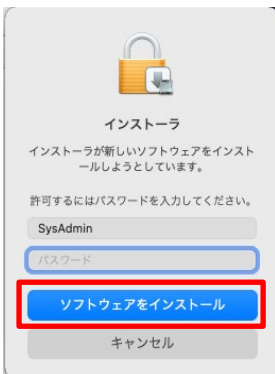 インストーラ
インストーラが新しいソフトウェアをインスト
ールしようとしています。
許可するにはパスワードを入力してください。
SysAdmin
パスワード
ソフトウェアをインストール
キャンセル